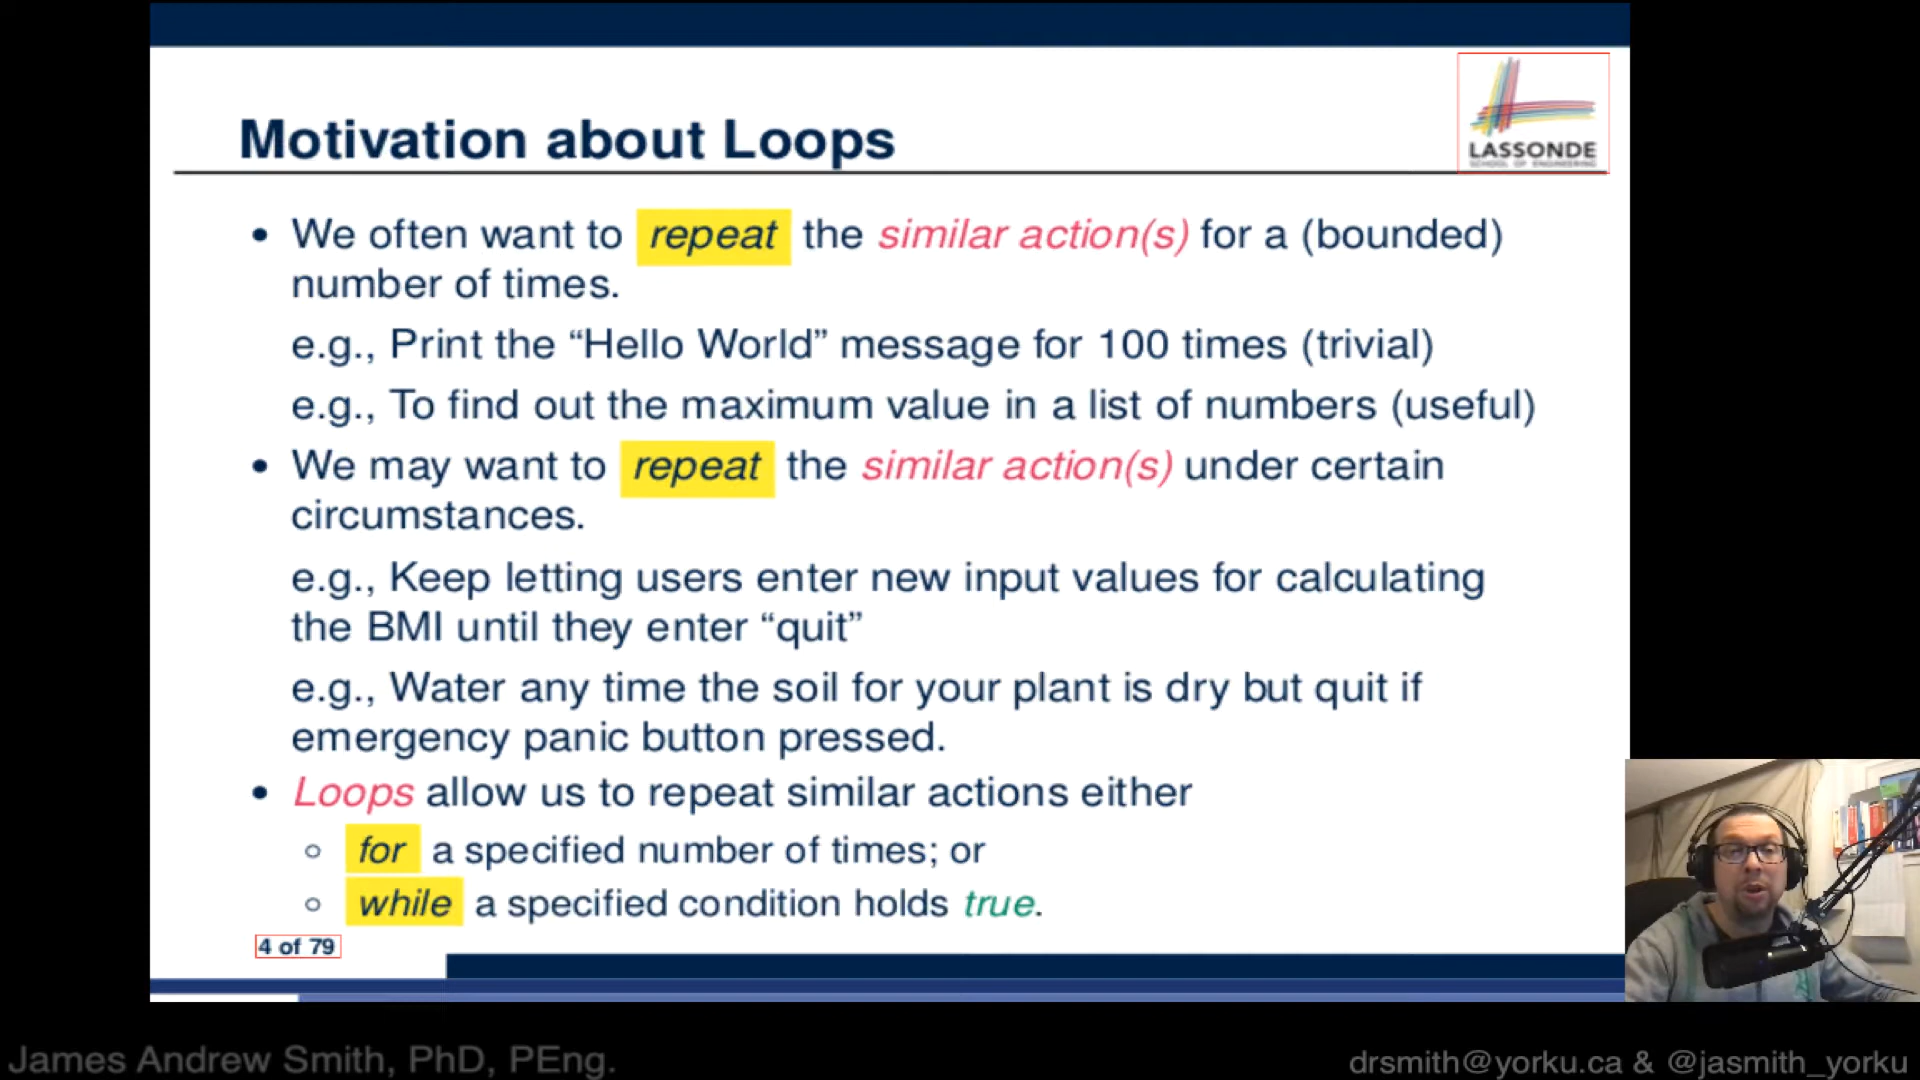 LASSONDE
SCHOOL OF ENGINEERING
Motivation about Loops
• We often want to repeat the similar action(s) for a (bounded)
number of times.
e.g., Print the “Hello World” message for 100 times (trivial)
e.g., To find out the maximum value in a list of numbers (useful)
• We may want to repeat the similar action(s) under certain
circumstances.
e.g., Keep letting users enter new input values for calculating
the BMI until they enter “quit”
e.g., Water any time the soil for your plant is dry but quit if
emergency panic button pressed.
• Loops allow us to repeat similar actions either
○ for a specified number of times; or
○ while a specified condition holds true.
4 of 79
James Andrew Smith, PhD, PEng.
drsmith@yorku.ca & @jasmith_yorku